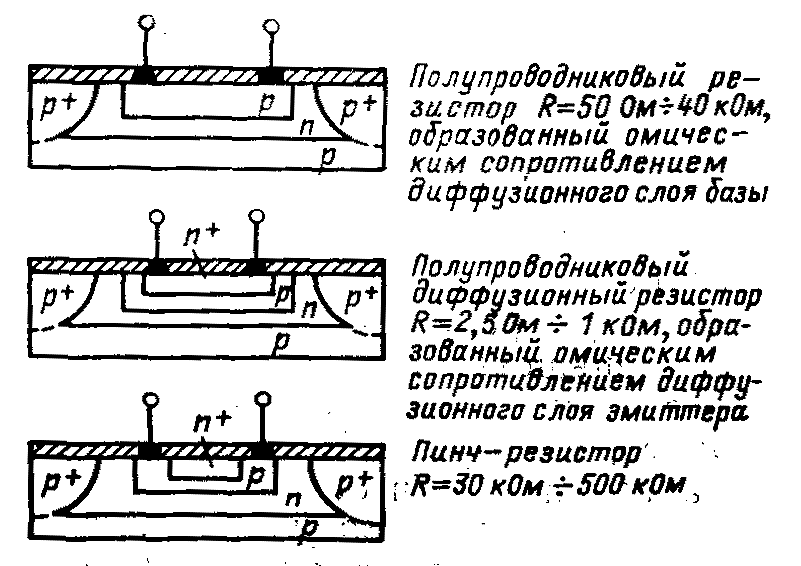 p+ p n p+
p
Полупроводниковый ре-
зистор R=50 Ом÷40 кОм,
образованный омичес-
ким сопротивлением
диффузионного слоя базы
n+
p+ p n p+
p
Полупроводниковый
диффузионный резистор
R=2,5 Ом ÷ 1 кОм, обра-
зованный омическим
сопротивлением диффу-
зионного слоя эмиттера
n+
p+ p n p+
p
Пинч-резистор
R=30 кОм ÷500 кОм